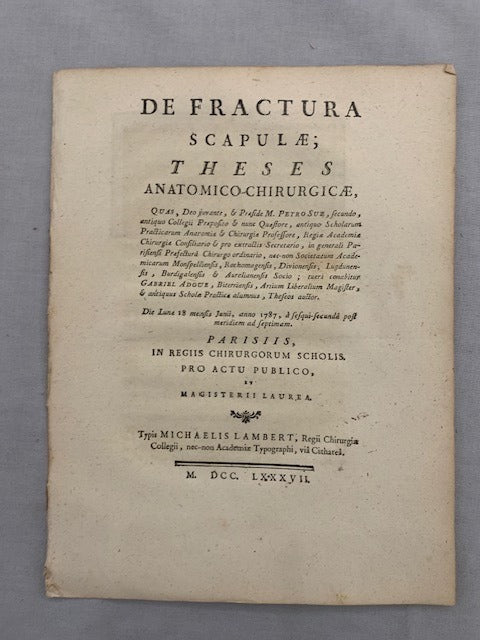 DE FRACTURA
SCAPULÆ;
THESES
ANATOMICO-CHIRURGICÆ,
QUAS, Deo juvante, & Præside M. PETRO SUE, secundo,
antiquo Collegii Præposito & nunc Quæstore, antiquo Scholarum
Practicarum Anatomiæ & Chirurgiæ Professore, Regiæ Academiæ
Chirurgiæ Consiliario & pro extractis Secretario, in generali Pa-
risiensi Præfecturâ Chirurgo ordinario, nec-non Societatum Acade-
micarum Monspeliensis, Rachomagensis, Divionensis, Lugdunen-
sis, Burdigalensis & Aurelianensis Socio; tueri conabitur
GABRIEL ADOUE, Biterriensis, Artium Liberalium Magister,
& antiquus Scholæ Practicæ alumnus, Theseos auctor.
Die Lunæ 18 mensis Junii, anno 1787, à sesqui-secundâ post
meridiem ad septimam.
PARISIIS,
IN REGIIS CHIRURGORUM SCHOLIS.
PRO ACTU PUBLICO,
ET
MAGISTERII LAUREA.
Typis MICHAELIS LAMBERT, Regii Chirurgiæ
Collegii, nec-non Academiæ Typographi, viâ Cithareâ.
M. DCC. LXXXVII.